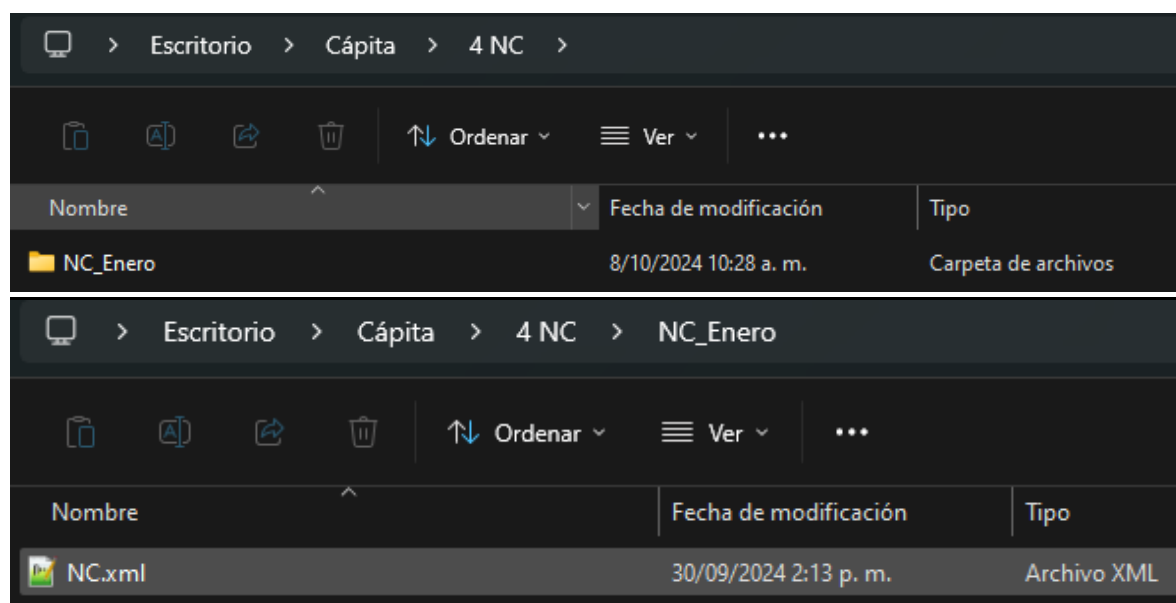 Escritorio > Cápita > 4 NC >
Ordenar Ver
Nombre Fecha de modificación Tipo
NC_Enero 8/10/2024 10:28 a. m. Carpeta de archivos
Escritorio > Cápita > 4 NC > NC_Enero
Ordenar Ver
Nombre Fecha de modificación Tipo
NC.xml 30/09/2024 2:13 p. m. Archivo XML